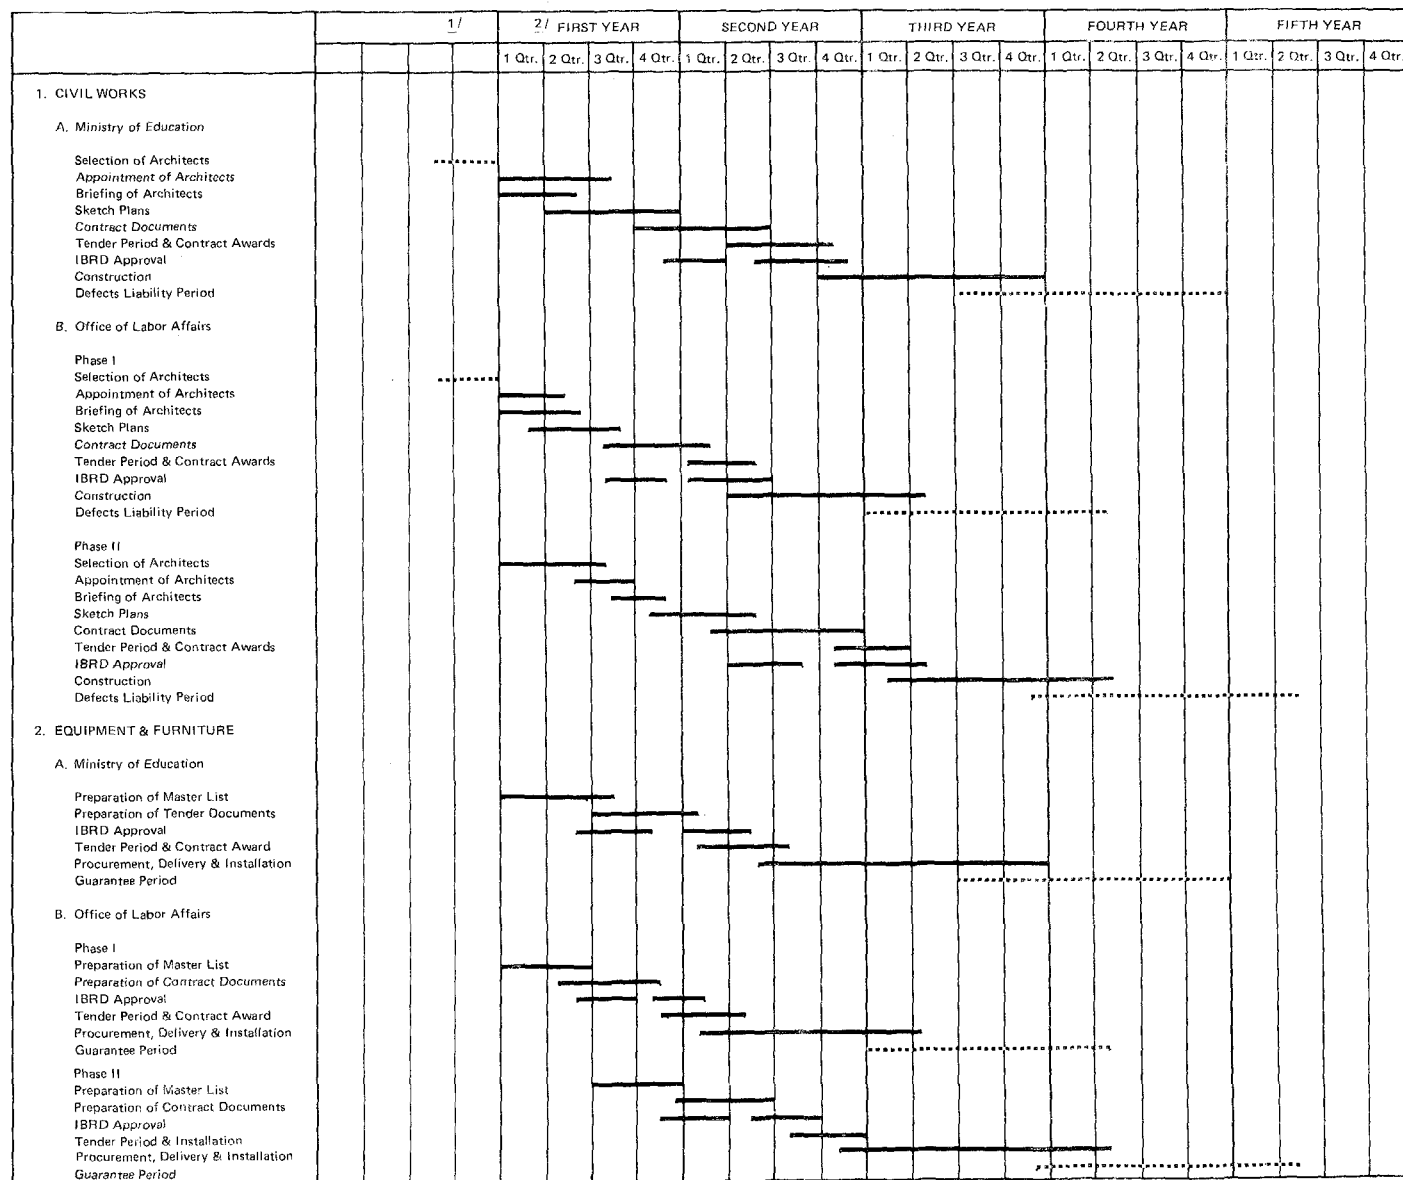 1/ 2/ FIRST YEAR SECOND YEAR THIRD YEAR FOURTH YEAR FIFTH YEAR
1 Qtr. 2 Qtr. 3 Qtr. 4 Qtr. 1 Qtr. 2 Qtr. 3 Qtr. 4 Qtr. 1 Qtr. 2 Qtr. 3 Qtr. 4 Qtr. 1 Qtr. 2 Qtr. 3 Qtr. 4 Qtr. 1 Qtr. 2 Qtr. 3 Qtr. 4 Qtr.
1. CIVIL WORKS
A. Ministry of Education
Selection of Architects
Appointment of Architects
Briefing of Architects
Sketch Plans
Contract Documents
Tender Period & Contract Awards
IBRD Approval
Construction
Defects Liability Period
B. Office of Labor Affairs
Phase I
Selection of Architects
Appointment of Architects
Briefing of Architects
Sketch Plans
Contract Documents
Tender Period & Contract Awards
IBRD Approval
Construction
Defects Liability Period
Phase II
Selection of Architects
Appointment of Architects
Briefing of Architects
Sketch Plans
Contract Documents
Tender Period & Contract Awards
IBRD Approval
Construction
Defects Liability Period
2. EQUIPMENT & FURNITURE
A. Ministry of Education
Preparation of Master List
Preparation of Tender Documents
IBRD Approval
Tender Period & Contract Award
Procurement, Delivery & Installation
Guarantee Period
B. Office of Labor Affairs
Phase I
Preparation of Master List
Preparation of Contract Documents
IBRD Approval
Tender Period & Contract Award
Procurement, Delivery & Installation
Guarantee Period
Phase II
Preparation of Master List
Preparation of Contract Documents
IBRD Approval
Tender Period & Installation
Procurement, Delivery & Installation
Guarantee Period